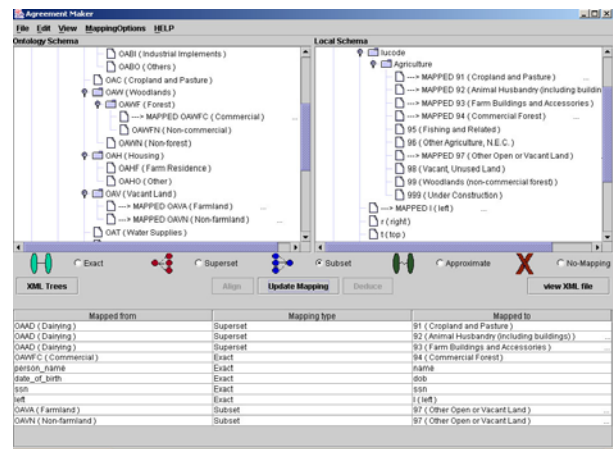 Agreement Maker
File Edit View MappingOptions HELP
Ontology Schema
OABI ( Industrial Implements )
OABO ( Others )
OAC ( Cropland and Pasture )
OAW ( Woodlands )
OAWF ( Forest )
---> MAPPED OAWFC ( Commercial ) ...
OAWFN ( Non-commercial )
OAWN ( Non-forest )
OAH ( Housing )
OAHF ( Farm Residence )
OAHO ( Other )
OAV ( Vacant Land )
---> MAPPED OAVA ( Farmland ) ...
---> MAPPED OAVN ( Non-farmland ) ...
OAT ( Water Supplies )
Local Schema
lucode
Agriculture
---> MAPPED 91 ( Cropland and Pasture ) ...
---> MAPPED 92 ( Animal Husbandry (including buildin
---> MAPPED 93 ( Farm Buildings and Accessories )
---> MAPPED 94 ( Commercial Forest ) ...
95 ( Fishing and Related )
96 ( Other Agriculture, N.E.C. )
---> MAPPED 97 ( Other Open or Vacant Land )
98 ( Vacant, Unused Land )
99 ( Woodlands (non-commercial forest) )
999 ( Under Construction )
---> MAPPED l ( left ) ...
r ( right )
t ( top )
Exact Superset Subset Approximate No-Mapping
XML Trees Align Update Mapping Deduce view XML file
Mapped from Mapping type Mapped to
OAAD ( Dairying ) Superset 91 ( Cropland and Pasture ) ...
OAAD ( Dairying ) Superset 92 ( Animal Husbandry (including buildings) ) ...
OAAD ( Dairying ) Superset 93 ( Farm Buildings and Accessories ) ...
OAWFC ( Commercial ) Exact 94 ( Commercial Forest ) ...
person_name Exact name
date_of_birth Exact dob
ssn Exact ssn
left Exact l ( left ) ...
OAVA ( Farmland ) Subset 97 ( Other Open or Vacant Land ) ...
OAVN ( Non-farmland ) Subset 97 ( Other Open or Vacant Land ) ...